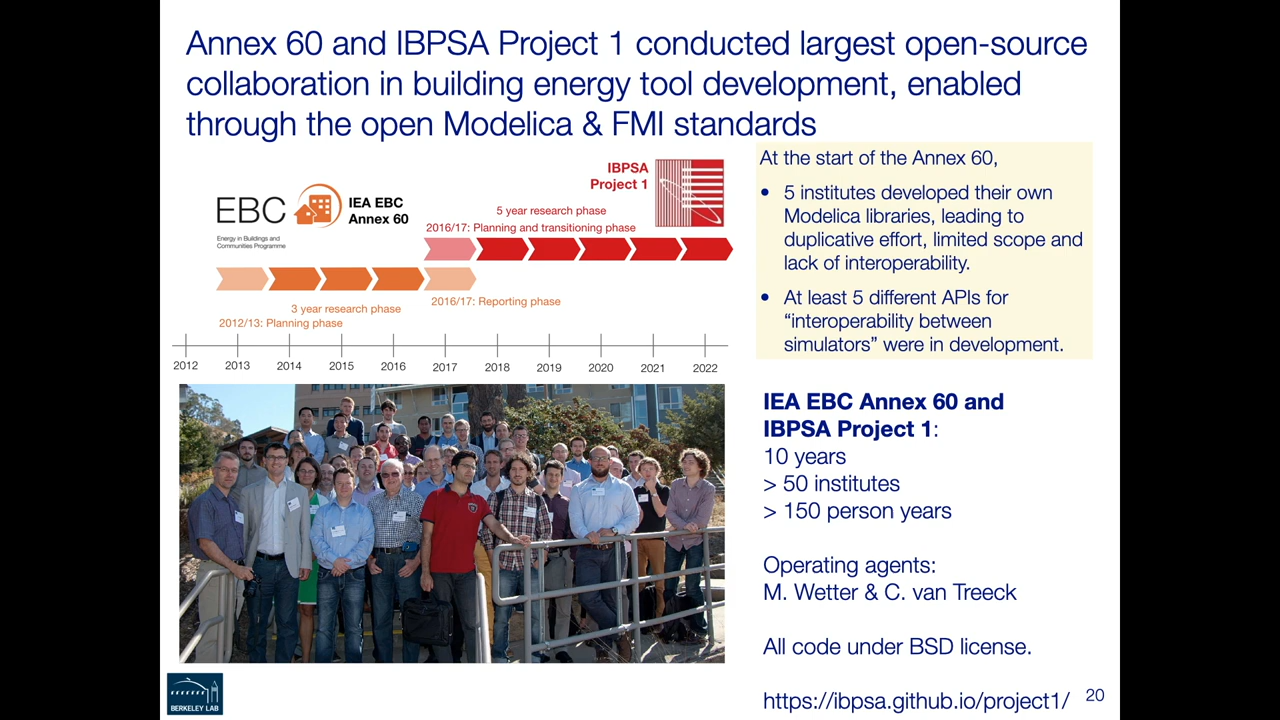 Annex 60 and IBPSA Project 1 conducted largest open-source
collaboration in building energy tool development, enabled
through the open Modelica & FMI standards
EBC
Energy in Buildings and
Communities Programme
IEA EBC
Annex 60
IBPSA
Project 1
5 year research phase
2016/17: Planning and transitioning phase
2016/17: Reporting phase
3 year research phase
2012/13: Planning phase
2012 2013 2014 2015 2016 2017 2018 2019 2020 2021 2022
At the start of the Annex 60,
• 5 institutes developed their own
Modelica libraries, leading to
duplicative effort, limited scope and
lack of interoperability.
• At least 5 different APIs for
“interoperability between
simulators” were in development.
IEA EBC Annex 60 and
IBPSA Project 1:
10 years
> 50 institutes
> 150 person years
Operating agents:
M. Wetter & C. van Treeck
All code under BSD license.
https://ibpsa.github.io/project1/
20
BERKELEY LAB